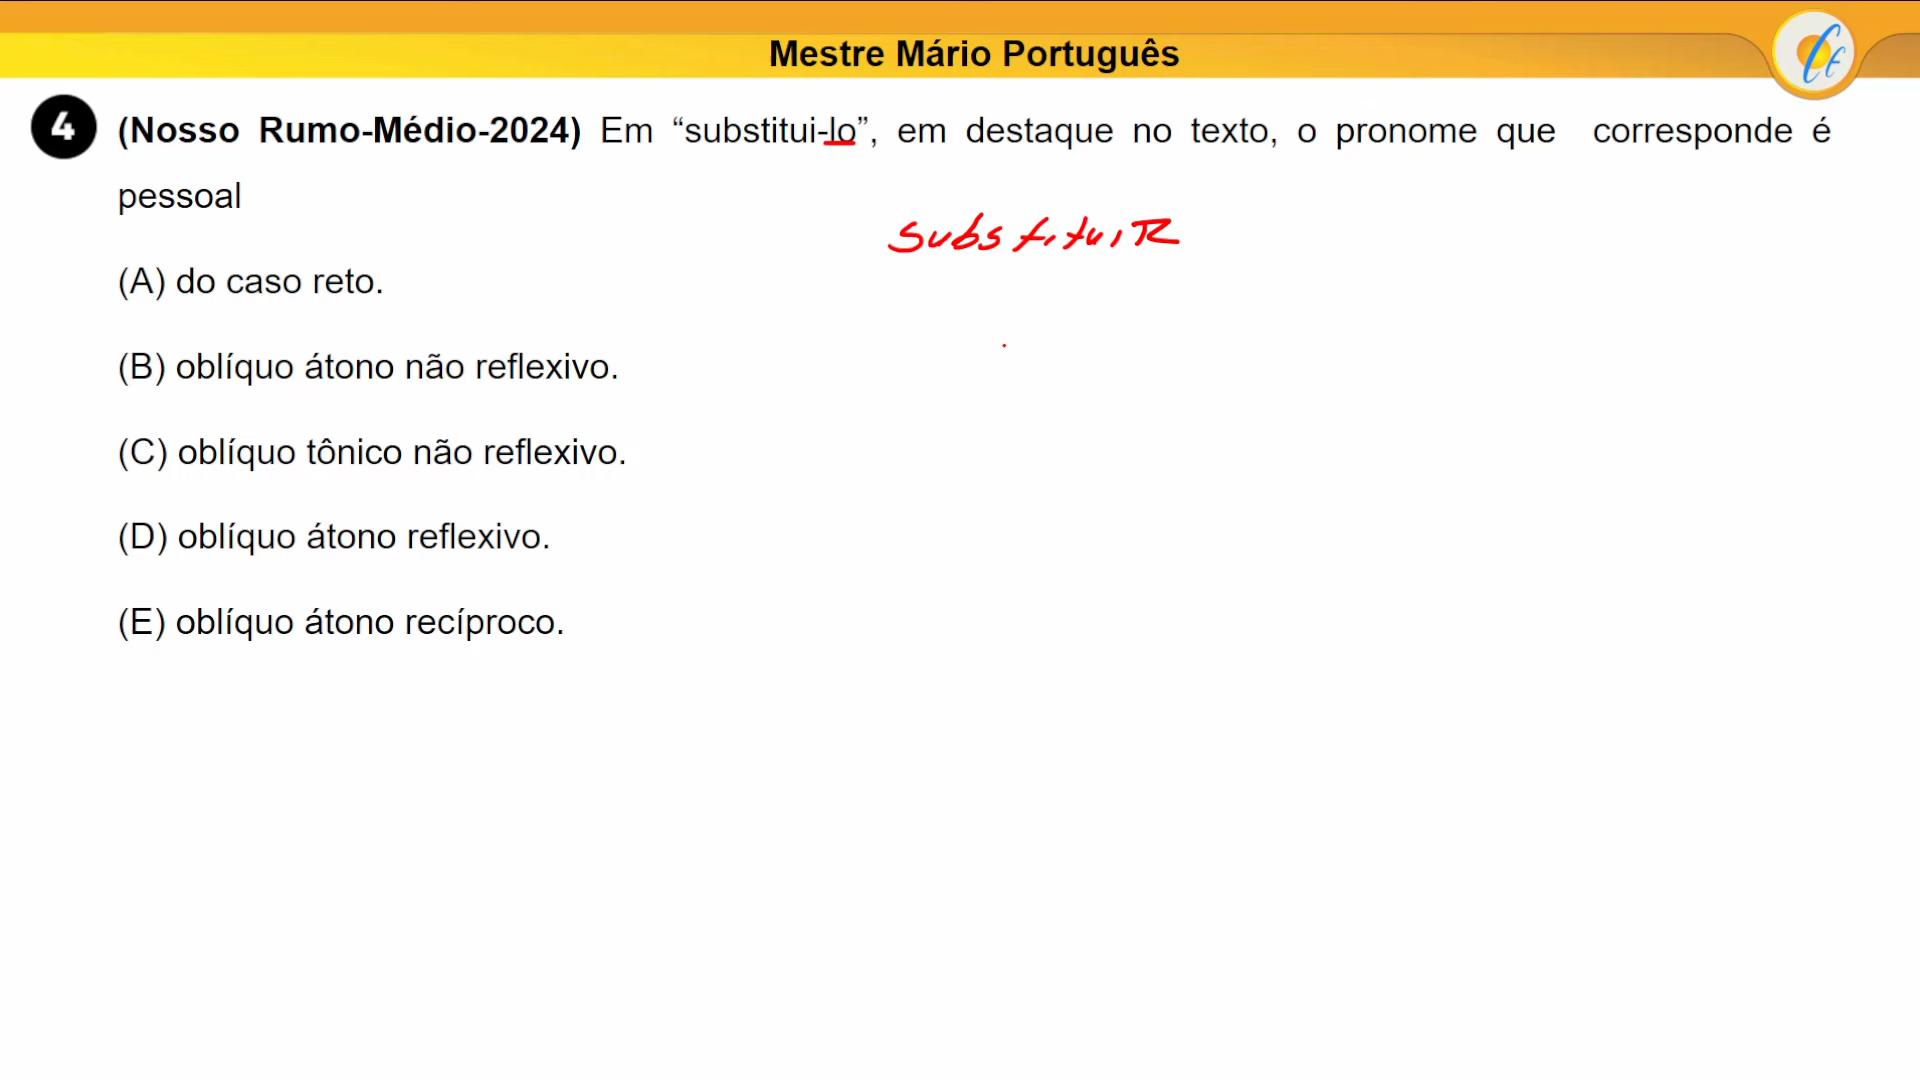 Mestre Mário Português
4 (Nosso Rumo-Médio-2024) Em “substitui-lo”, em destaque no texto, o pronome que corresponde é
pessoal
SubstituiR
(A) do caso reto.
(B) oblíquo átono não reflexivo.
(C) oblíquo tônico não reflexivo.
(D) oblíquo átono reflexivo.
(E) oblíquo átono recíproco.